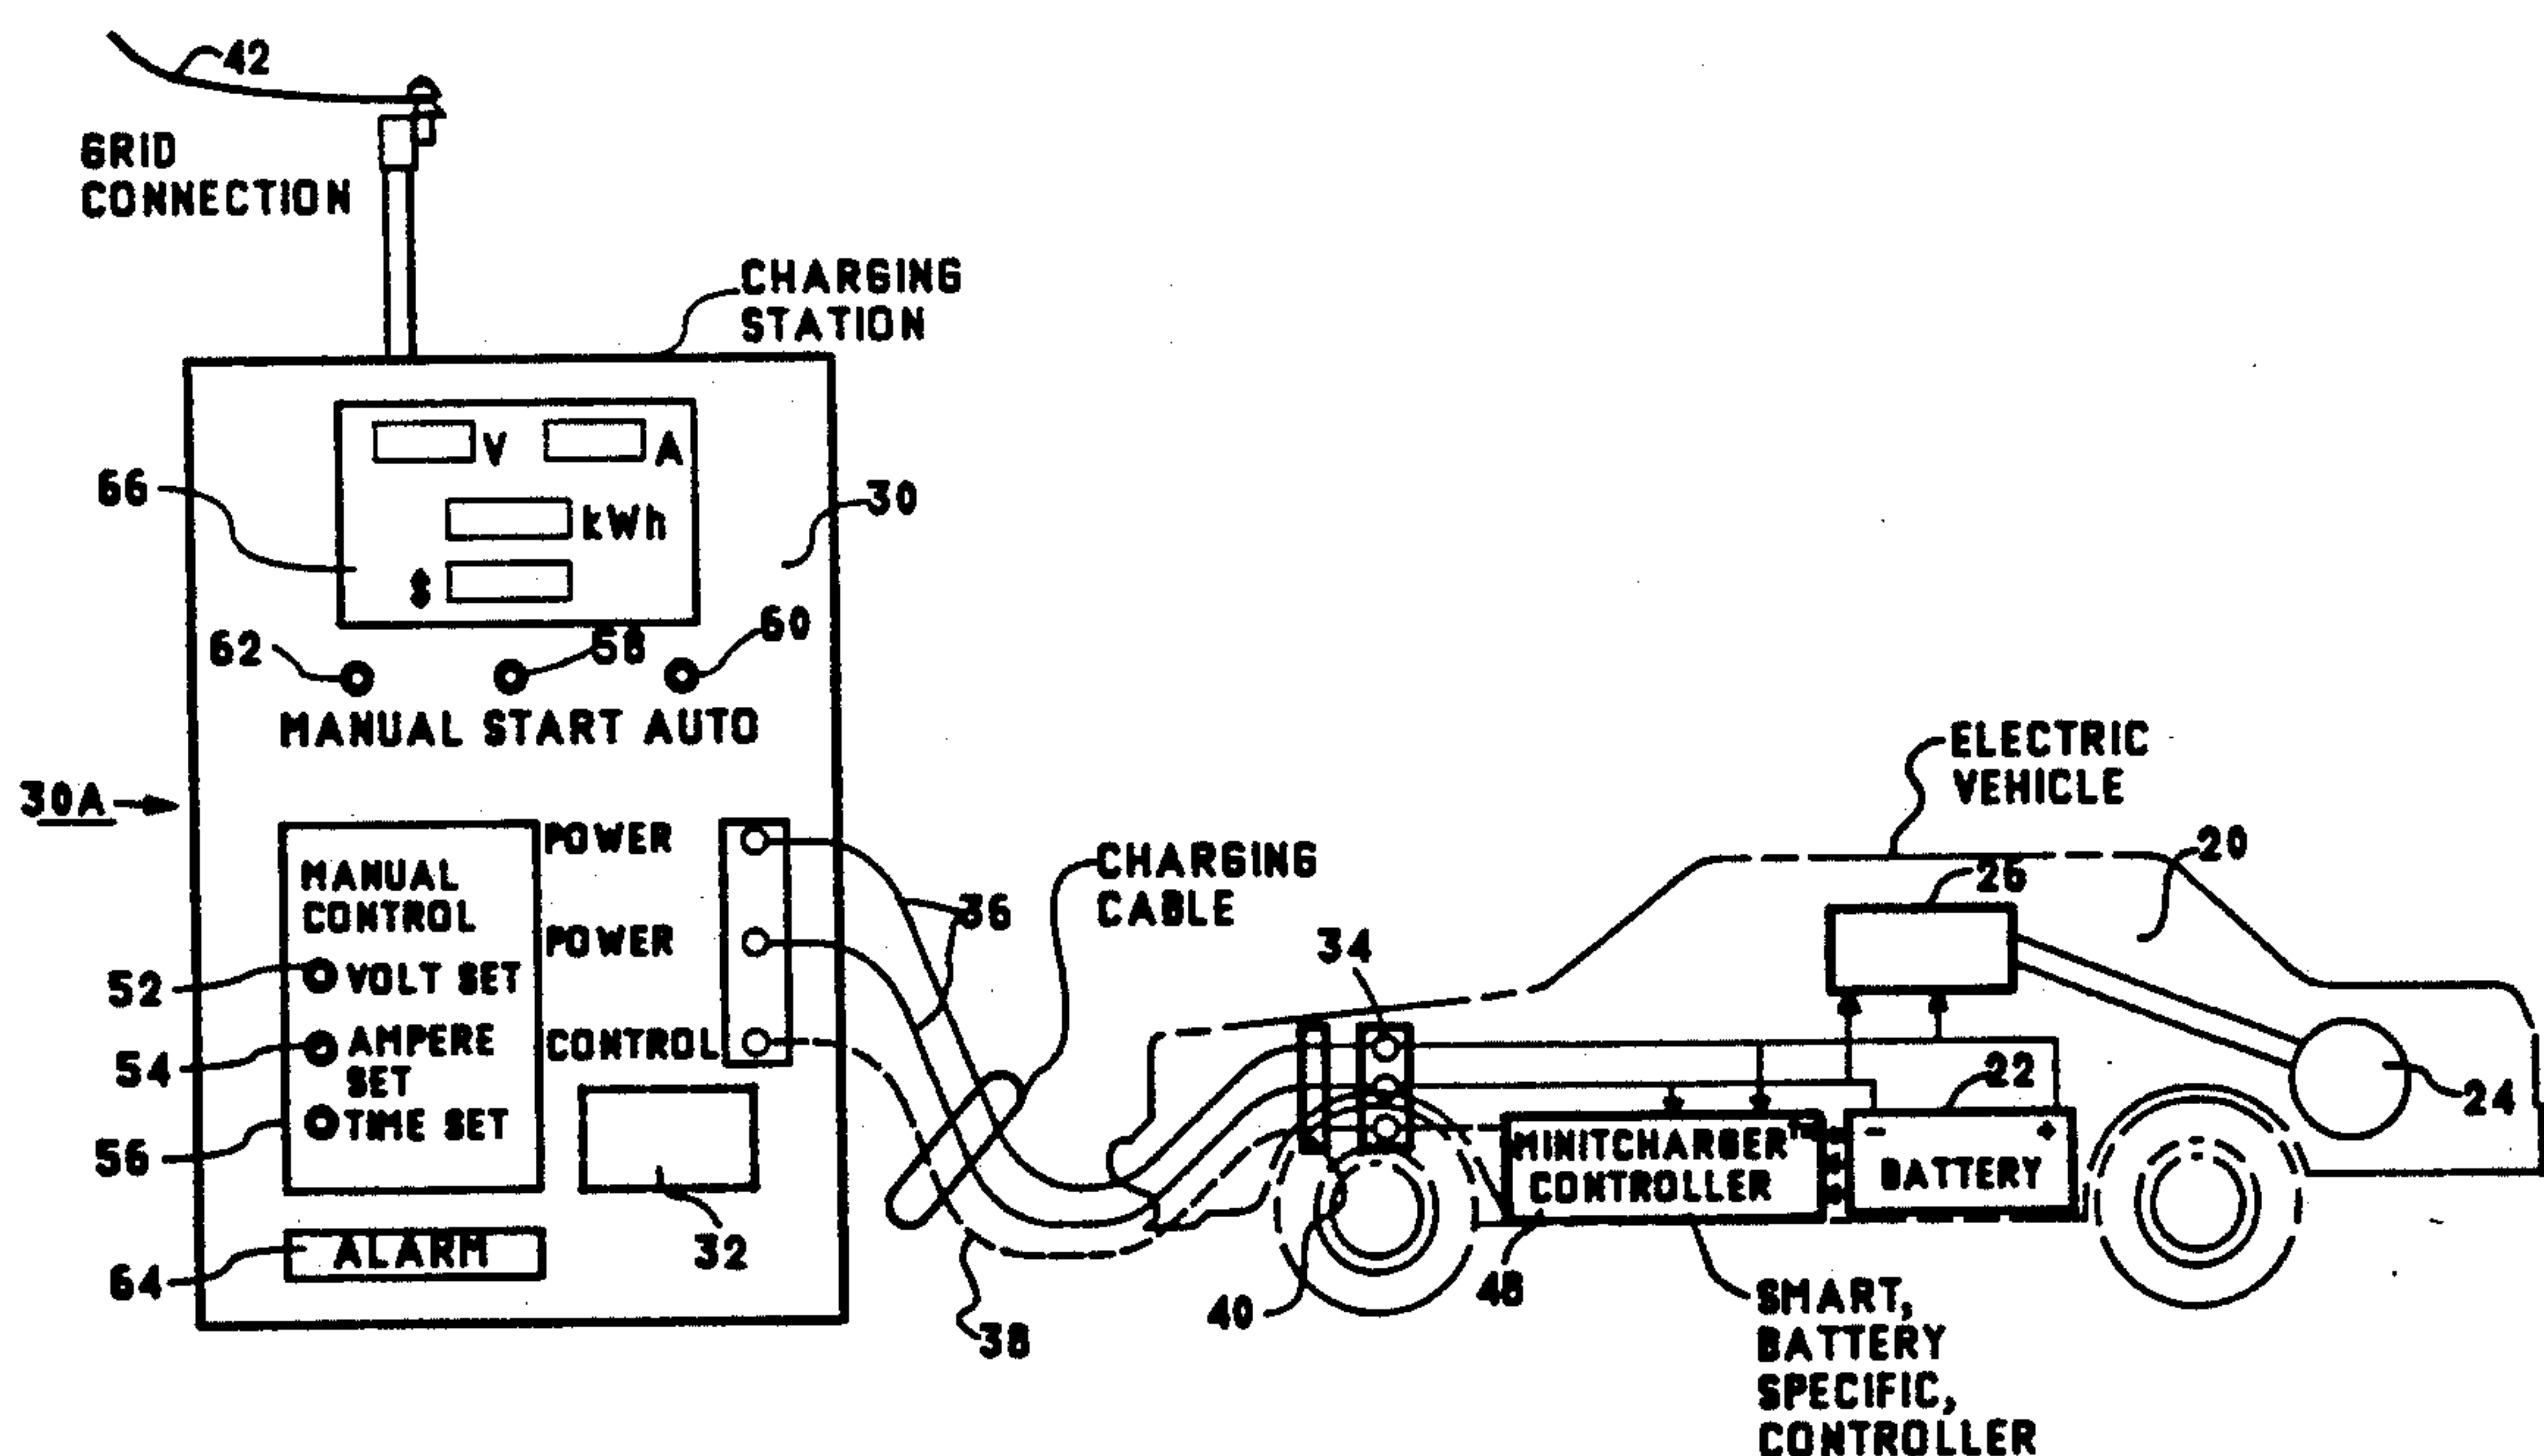 42
GRID
CONNECTION
CHARGING
STATION
V
A
66
30
kWh
$
62
58
60
MANUAL START AUTO
30A
POWER
MANUAL
CONTROL
POWER
52
VOLT SET
54
AMPERE
SET
CONTROL
56
TIME SET
64
ALARM
32
36
38
CHARGING
CABLE
ELECTRIC
VEHICLE
20
26
34
22
24
MINITCHARGER
CONTROLLER
- +
BATTERY
40
48
SMART,
BATTERY
SPECIFIC,
CONTROLLER